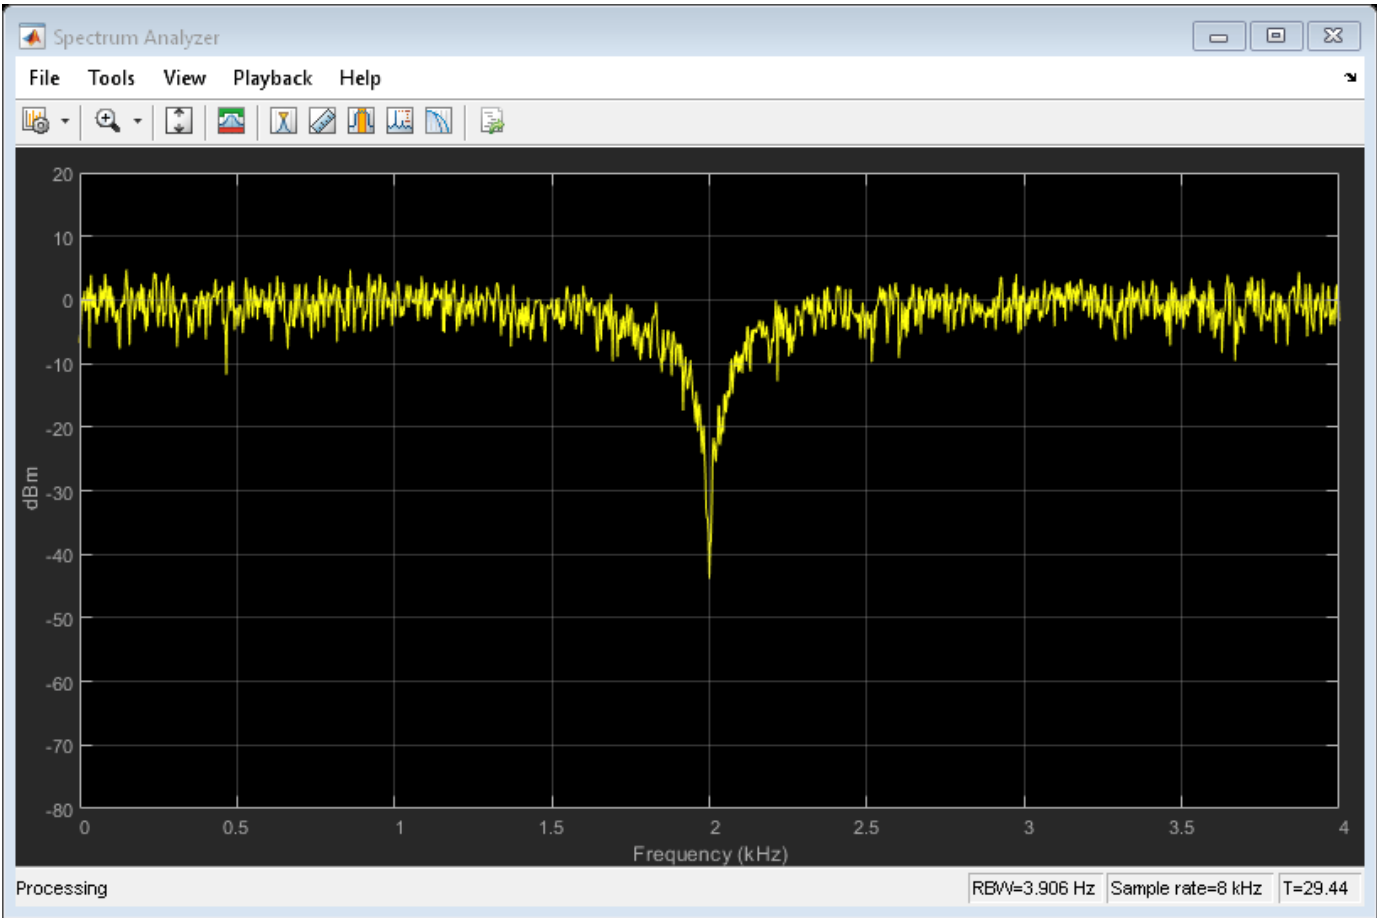 Spectrum Analyzer
File Tools View Playback Help
20
10
0
-10
-20
-30
-40
-50
-60
-70
-80
dBm
0 0.5 1 1.5 2 2.5 3 3.5 4
Frequency (kHz)
Processing RBW=3.906 Hz Sample rate=8 kHz T=29.44